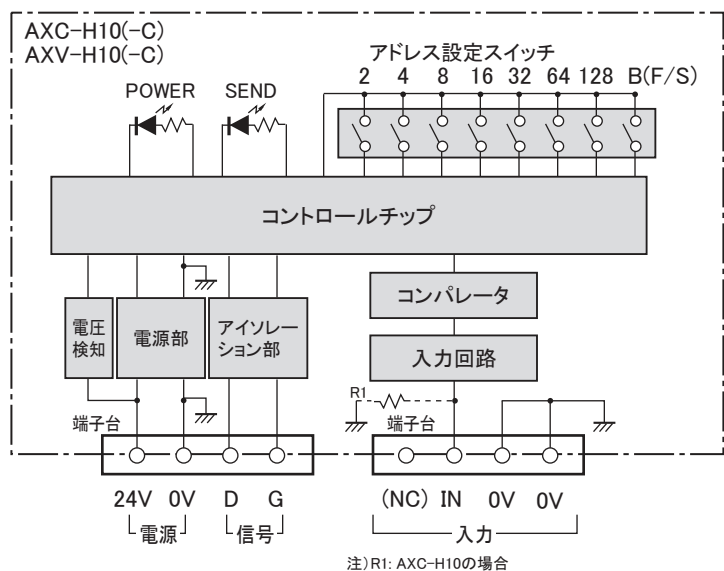 AXC-H10(-C)
AXV-H10(-C)
アドレス設定スイッチ
2 4 8 16 32 64 128 B(F/S)
POWER SEND
コントロールチップ
電圧
検知
電源部
アイソレー
ション部
コンパレータ
入力回路
R1
端子台
端子台
24V 0V D G
(NC) IN 0V 0V
電源
信号
入力
注)R1: AXC-H10の場合